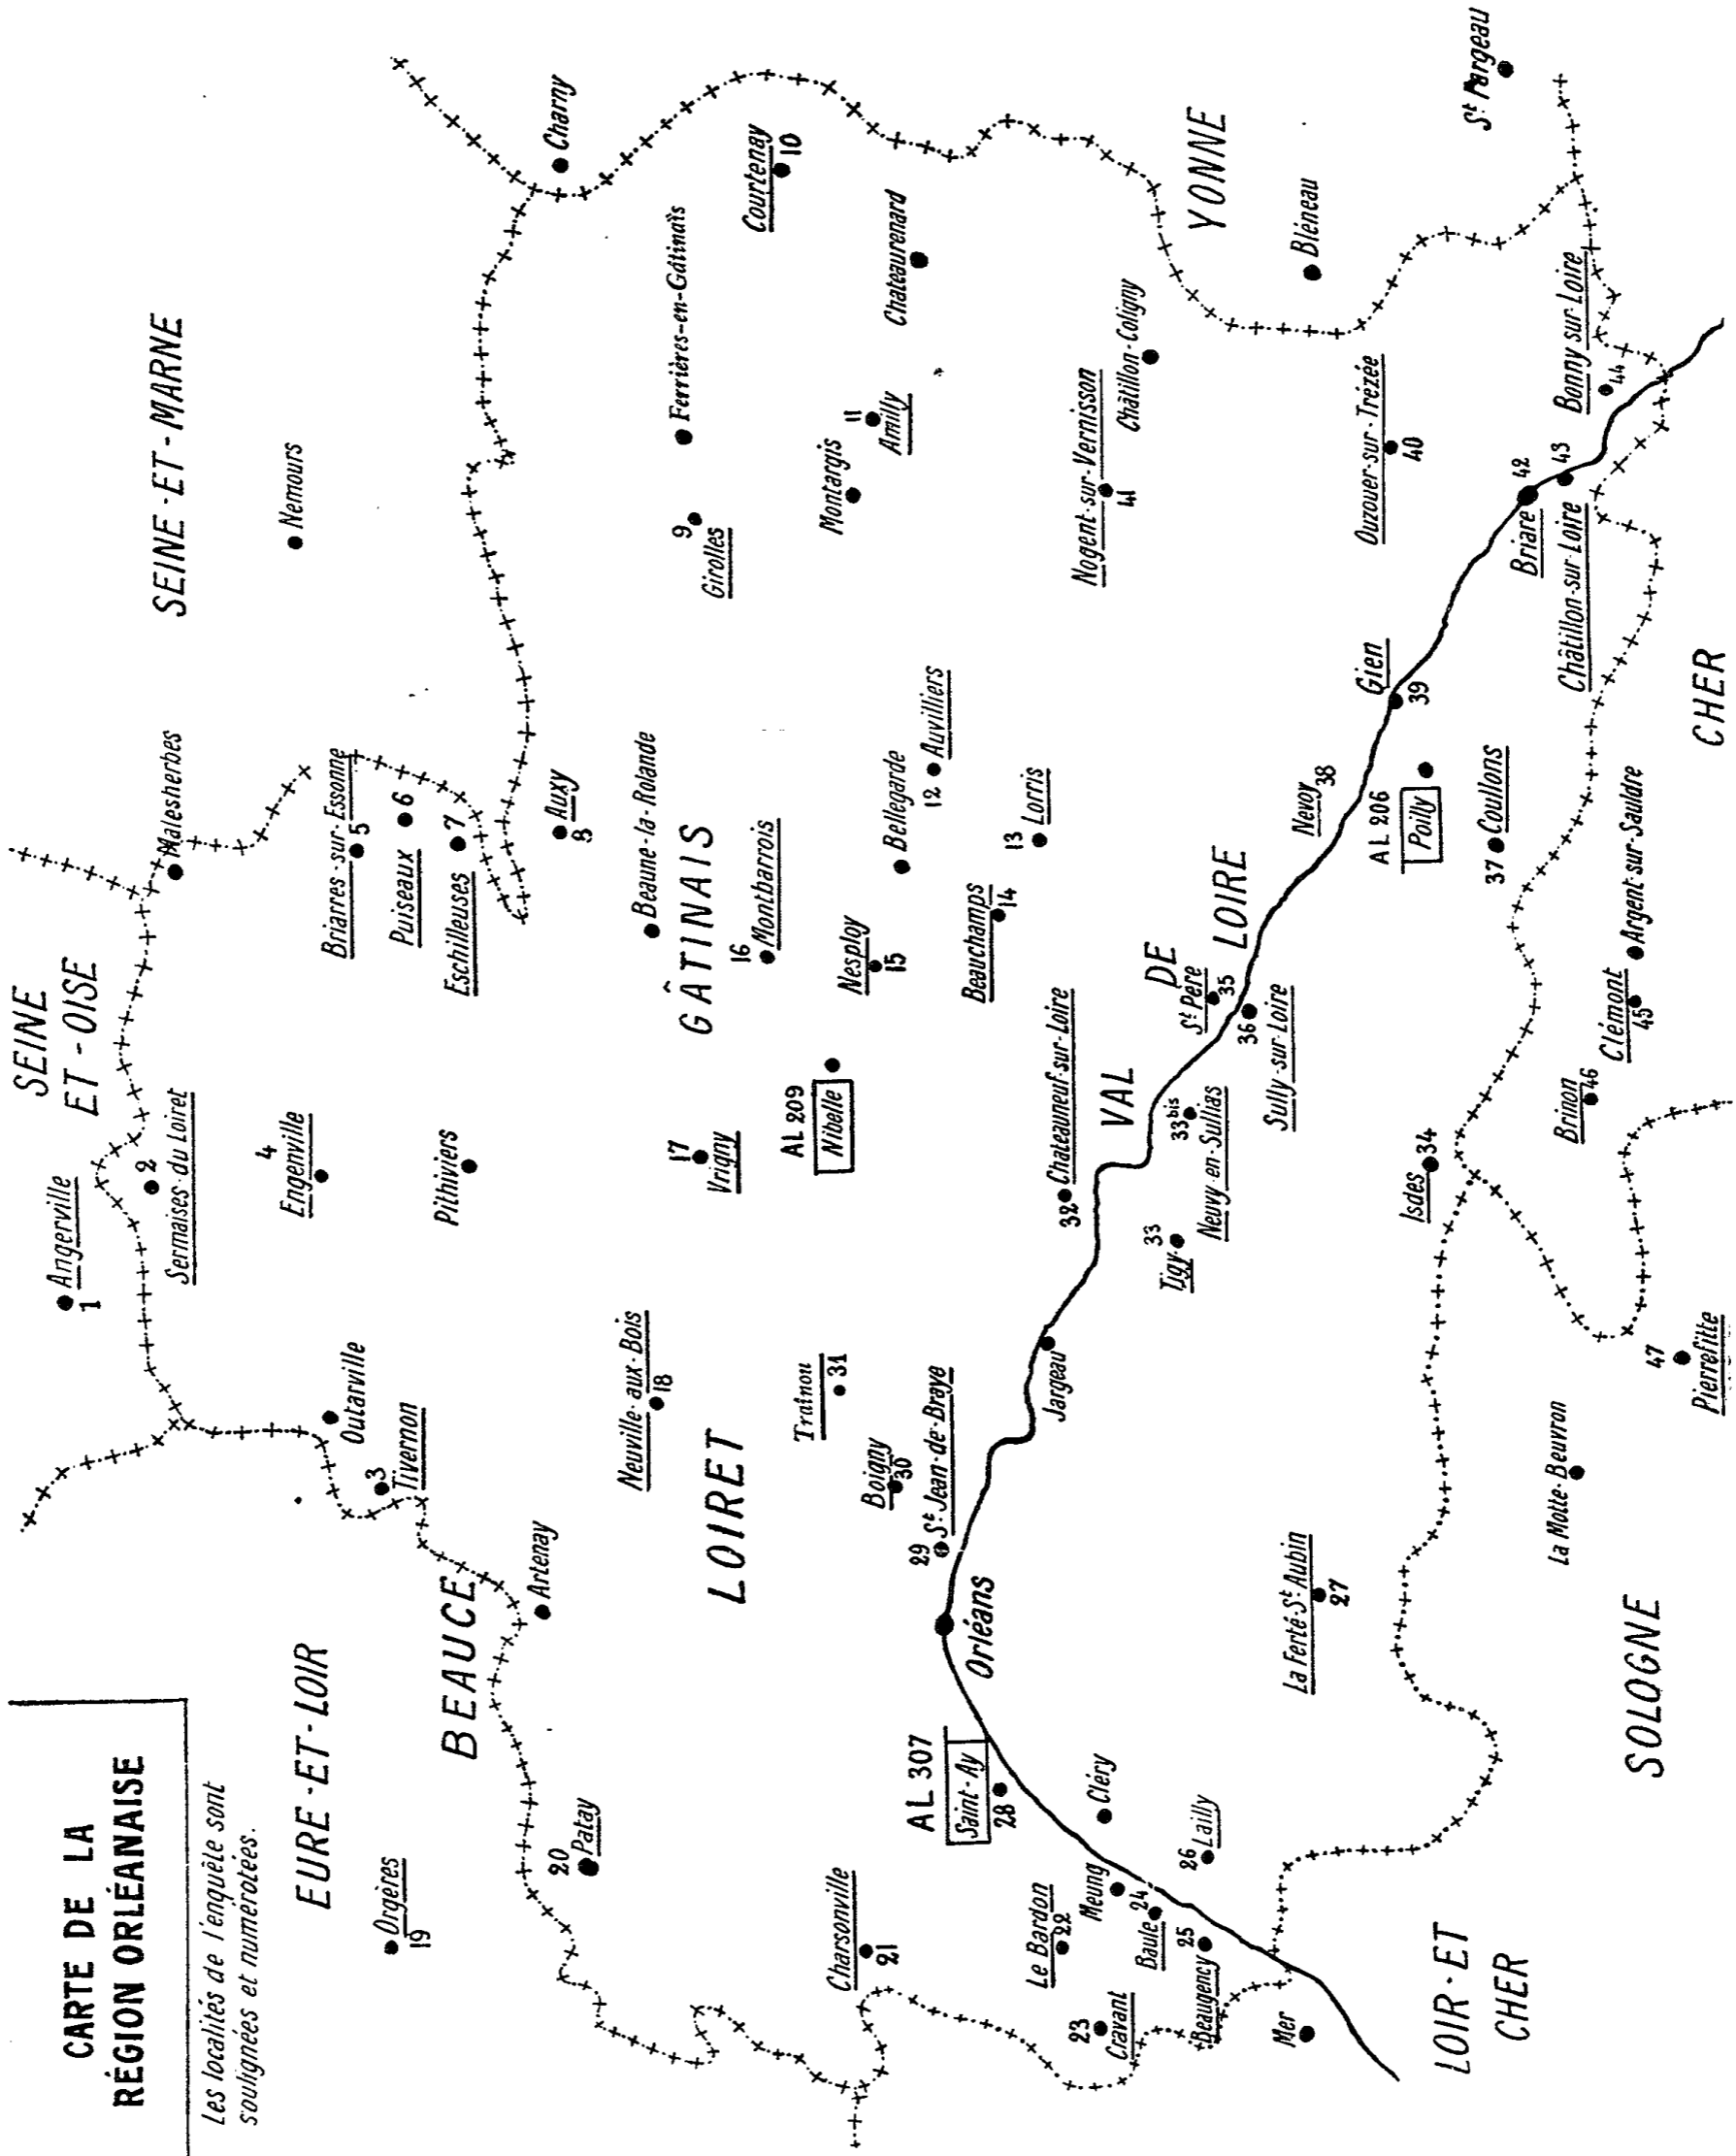 CARTE DE LA
RÉGION ORLÉANAISE
Les localités de l'enquête sont
soulignées et numérotées.
SEINE
ET-OISE
SEINE-ET-MARNE
EURE-ET-LOIR
BEAUCE
LOIRET
GÂTINAIS
YONNE
VAL
DE
LOIRE
CHER
SOLOGNE
LOIR-ET
CHER
1
Angerville
2
Sermaises-du Loiret
Malesherbes
Nemours
4
Engenville
Briarres-sur-Essonne
5
Puiseaux
6
Eschilleuses
7
Outarville
3
Tivernon
Pithiviers
Auxy
8
Charny
Orgères
19
Artenay
20
Patay
Neuville-aux-Bois
18
17
Vrigny
Beaune-la-Rolande
9
Girolles
Ferrières-en-Gâtinais
16
Montbarrois
Courtenay
10
AL 209
Nibelle
Montargis
11
Amilly
Chateaurenard
Charsonville
21
Trainou
31
Boigny
30
Nesploy
15
Bellegarde
12
Auvilliers
29
St Jean-de-Braye
Orléans
AL 307
Saint-Ay
28
Beauchamps
14
13
Lorris
Jargeau
32
Chateauneuf-sur-Loire
Le Bardon
22
Meung
Cléry
Nogent-sur-Vernisson
41
Châtillon-Coligny
23
Cravant
Baule
24
25
Beaugency
26
Lailly
33
Tigy
33 bis
Neuvy-en-Sullias
St Père
35
36
Sully-sur-Loire
Mer
La Ferté-St Aubin
27
Nevoy
38
Bléneau
Gien
39
AL 206
Poilly
Ouzouer-sur-Trézée
40
Isdes
34
37
Coullons
Briare
42
St Fargeau
43
Châtillon-sur-Loire
44
Bonny sur Loire
La Motte-Beuvron
Brinon
46
Clémont
45
Argent-sur-Sauldre
47
Pierrefitte